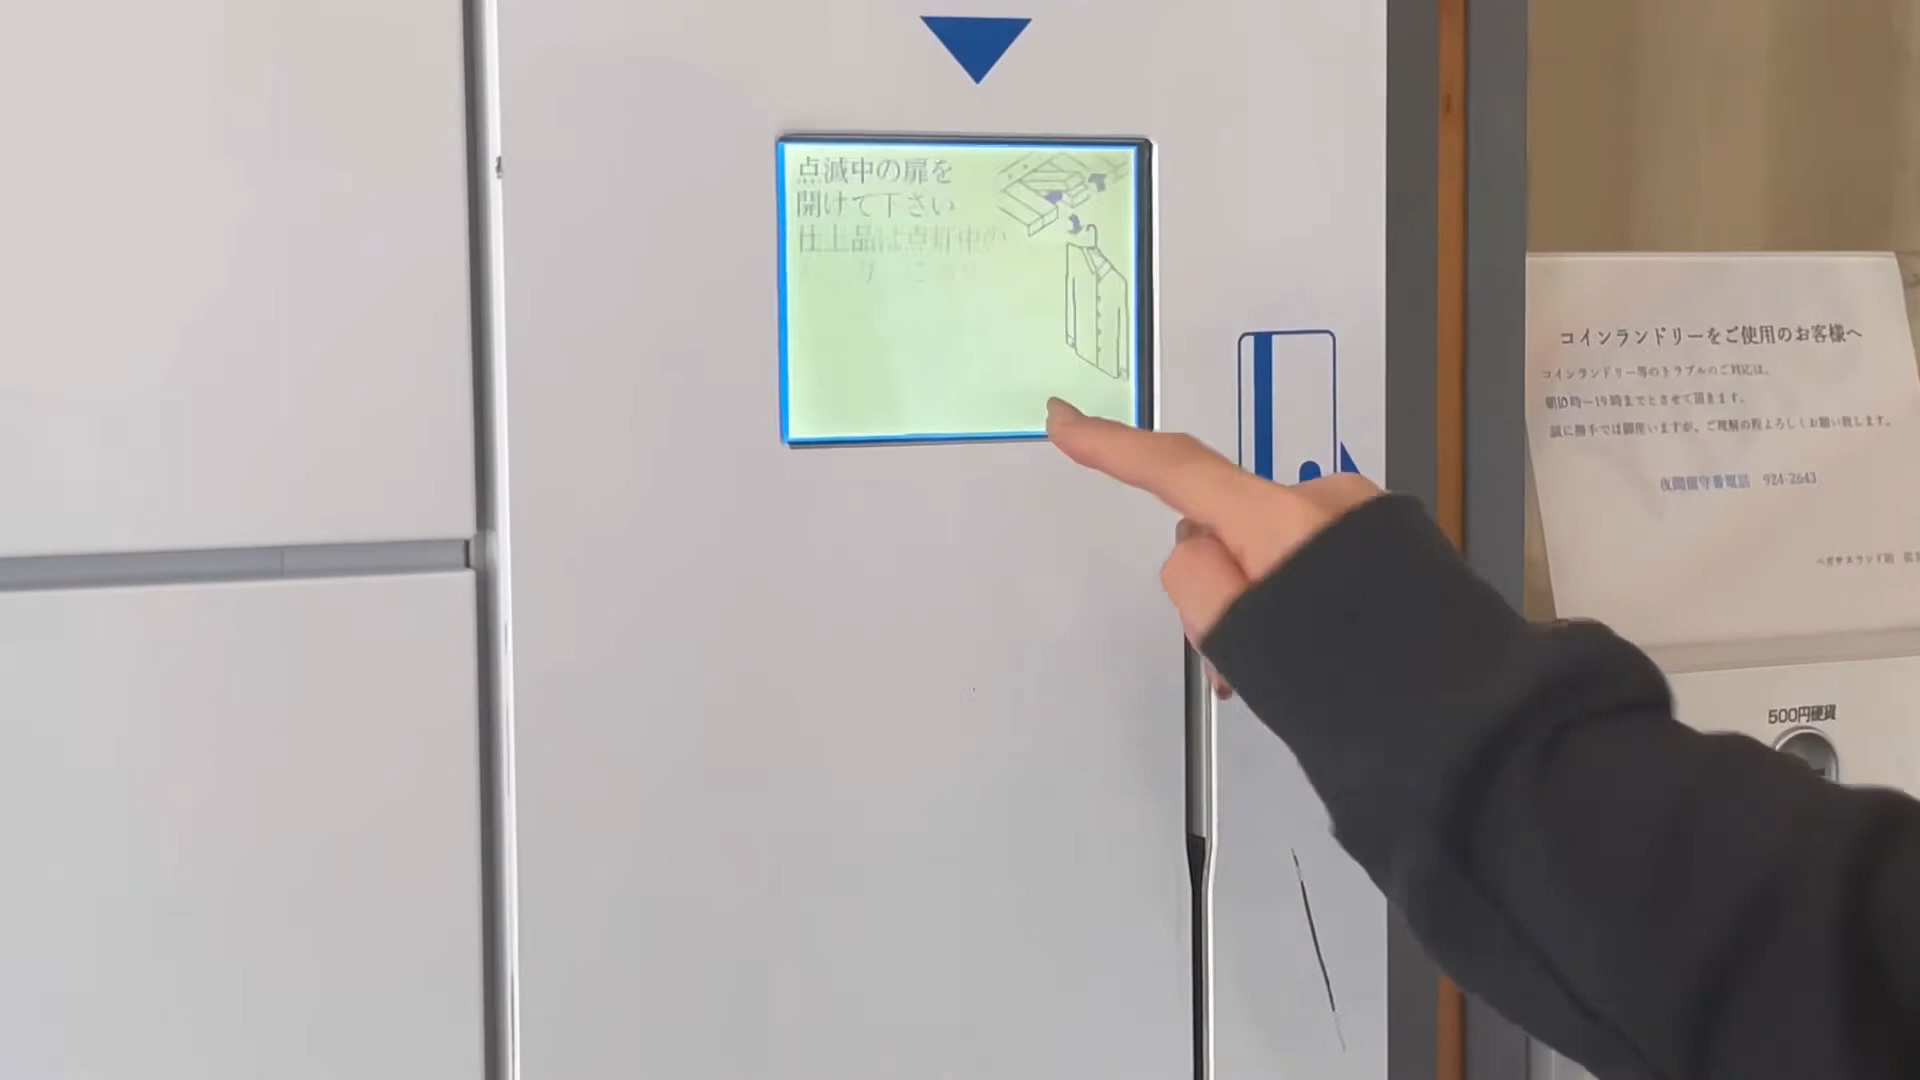 点滅中の扉を
開けて下さい
仕上品は点灯中の
コインランドリーをご使用のお客様へ
コインランドリー等のトラブルのご対応は、
朝10時〜19時までとさせて頂きます。
誠に勝手では御座いますが、ご理解の程よろしくお願い致します。
夜間留守番電話 924-2643
500円硬貨